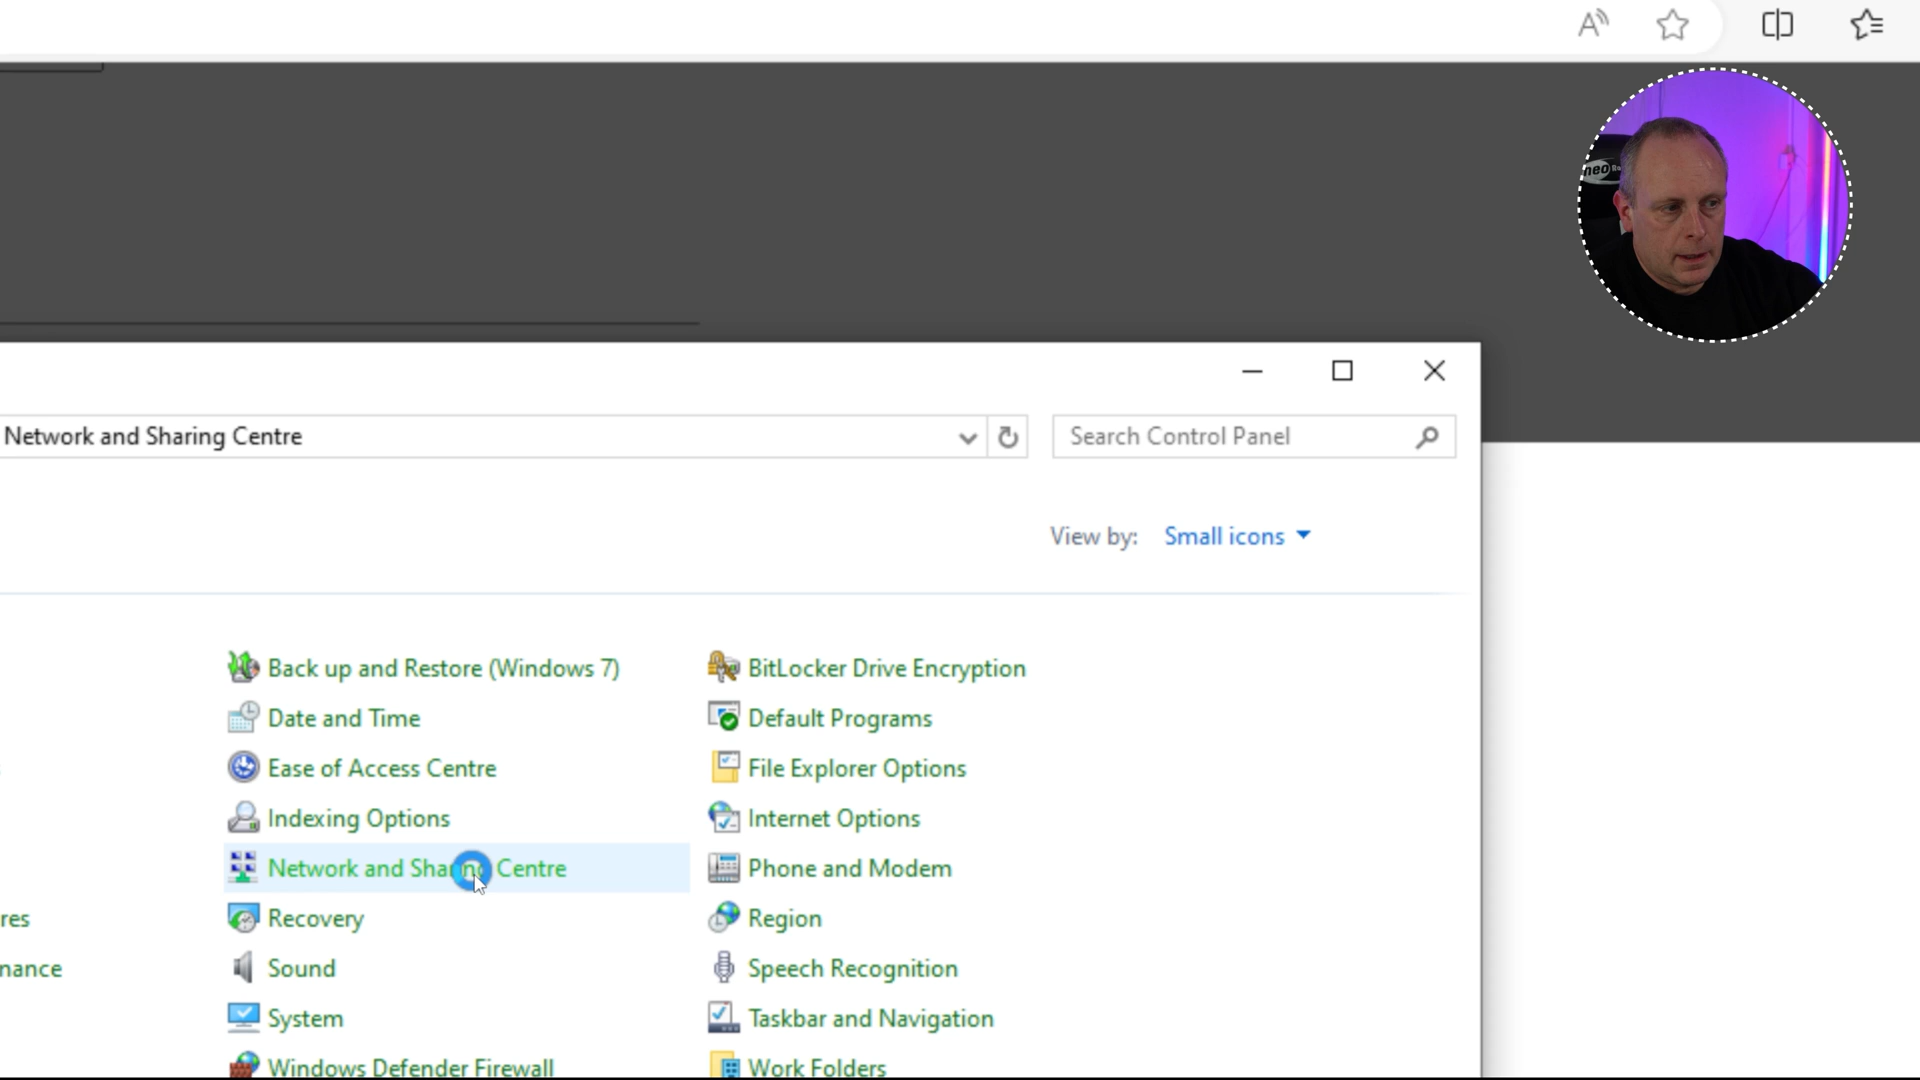 neo
Network and Sharing Centre
Search Control Panel
View by: Small icons
Back up and Restore (Windows 7)
BitLocker Drive Encryption
Date and Time
Default Programs
Ease of Access Centre
File Explorer Options
Indexing Options
Internet Options
Network and Sharing Centre
Phone and Modem
res
Recovery
Region
nance
Sound
Speech Recognition
System
Taskbar and Navigation
Windows Defender Firewall
Work Folders